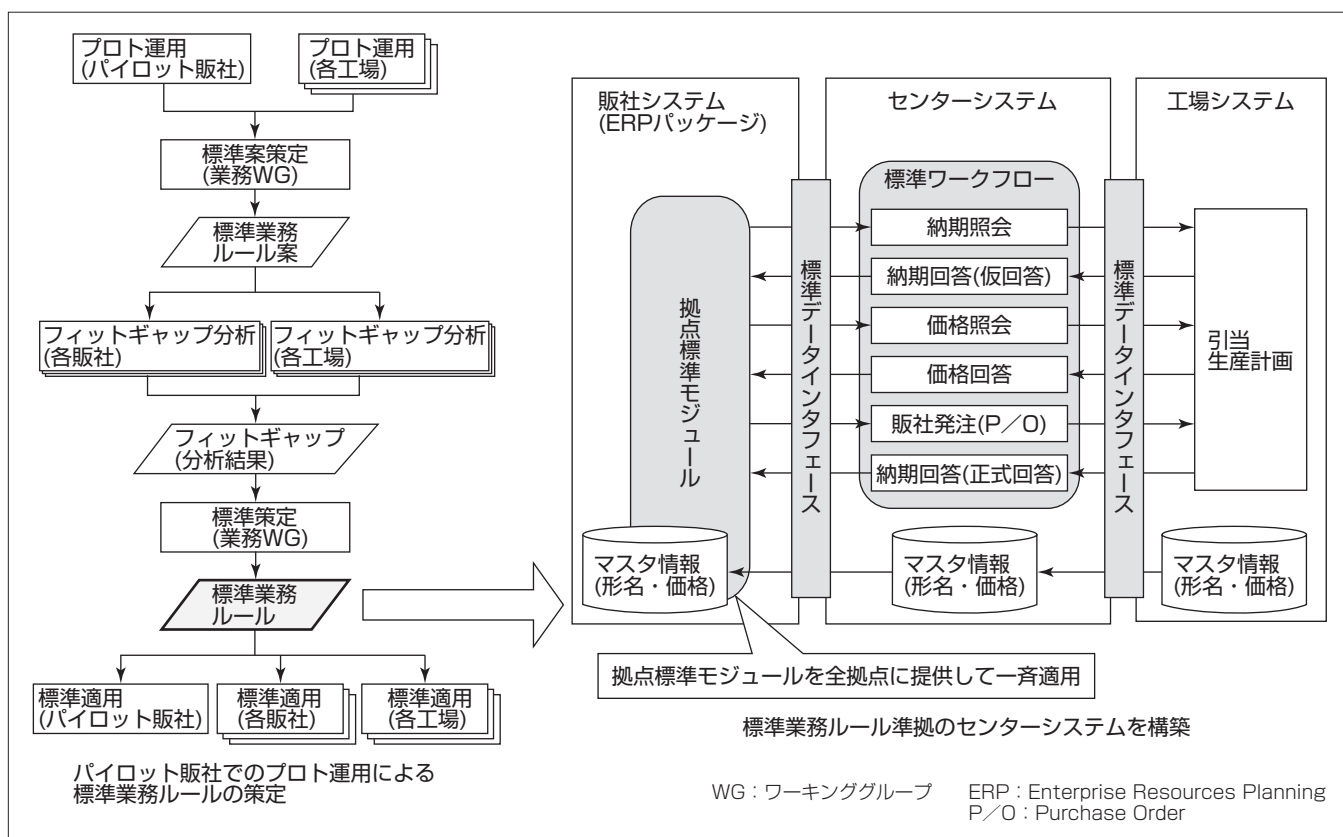 プロト運用
(パイロット販社)
プロト運用
(各工場)
標準案策定
(業務WG)
標準業務
ルール案
フィットギャップ分析
(各販社)
フィットギャップ分析
(各工場)
フィットギャップ
(分析結果)
標準策定
(業務WG)
標準業務
ルール
標準適用
(パイロット販社)
標準適用
(各販社)
標準適用
(各工場)
パイロット販社でのプロト運用による
標準業務ルールの策定
販社システム
(ERPパッケージ)
拠点標準モジュール
マスタ情報
(形名・価格)
標準データインタフェース
センターシステム
標準ワークフロー
納期照会
納期回答(仮回答)
価格照会
価格回答
販社発注(P/O)
納期回答(正式回答)
マスタ情報
(形名・価格)
標準データインタフェース
工場システム
引当
生産計画
マスタ情報
(形名・価格)
拠点標準モジュールを全拠点に提供して一斉適用
標準業務ルール準拠のセンターシステムを構築
WG:ワーキンググループ ERP:Enterprise Resources Planning
P/O:Purchase Order